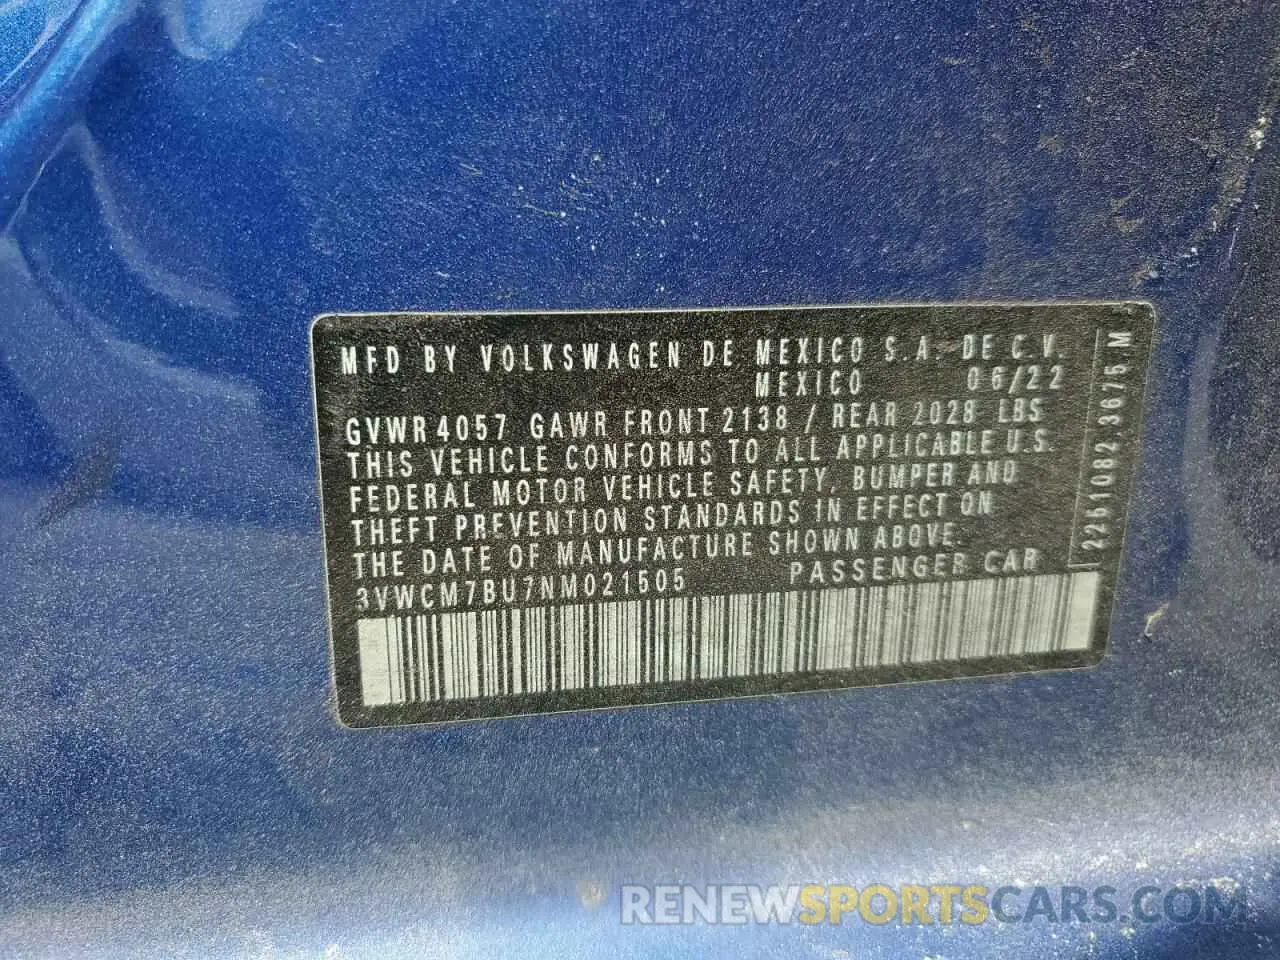 MFD BY VOLKSWAGEN DE MEXICO S.A. DE C.V.
MEXICO 06/22
GVWR 4057 GAWR FRONT 2138 / REAR 2028 LBS
THIS VEHICLE CONFORMS TO ALL APPLICABLE U.S.
FEDERAL MOTOR VEHICLE SAFETY, BUMPER AND
THEFT PREVENTION STANDARDS IN EFFECT ON
THE DATE OF MANUFACTURE SHOWN ABOVE.
3VWCM7BU7NM021505 PASSENGER CAR
2251082 3675 M
RENEWSPORTSCARS.COM